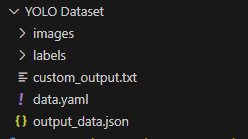 YOLO Dataset
images
labels
custom_output.txt
data.yaml
output_data.json